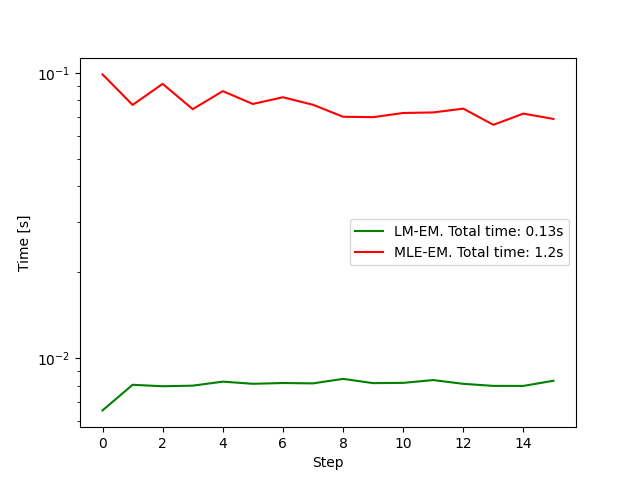 10⁻¹
10⁻²
Time [s]
LM-EM. Total time: 0.13s
MLE-EM. Total time: 1.2s
0 2 4 6 8 10 12 14
Step